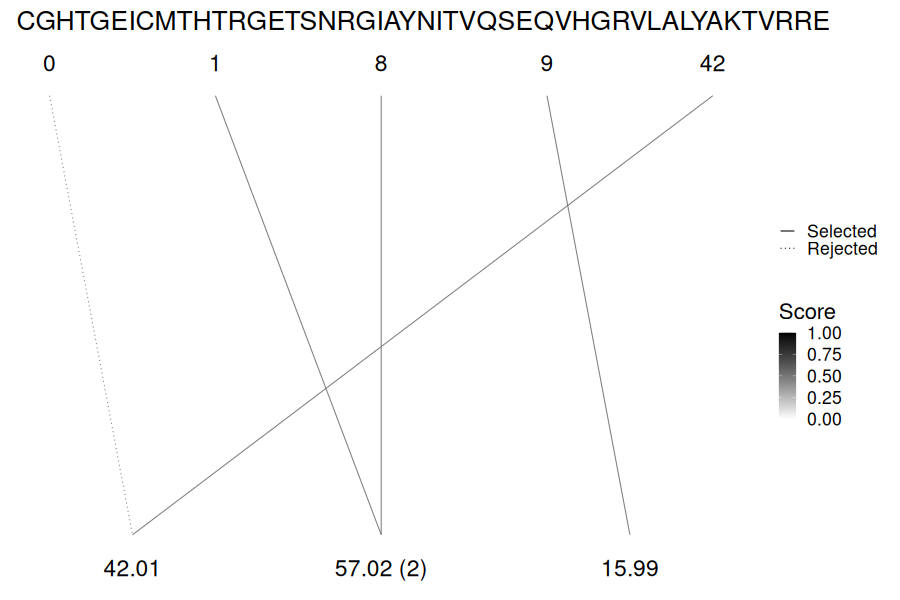 CGHTGEICMTHTRGETSNRGIAYNITVQSEQVHGRVLALYAKTVRRE
0 1 8 9 42
Selected
Rejected
Score
1.00
0.75
0.50
0.25
0.00
42.01 57.02 (2) 15.99